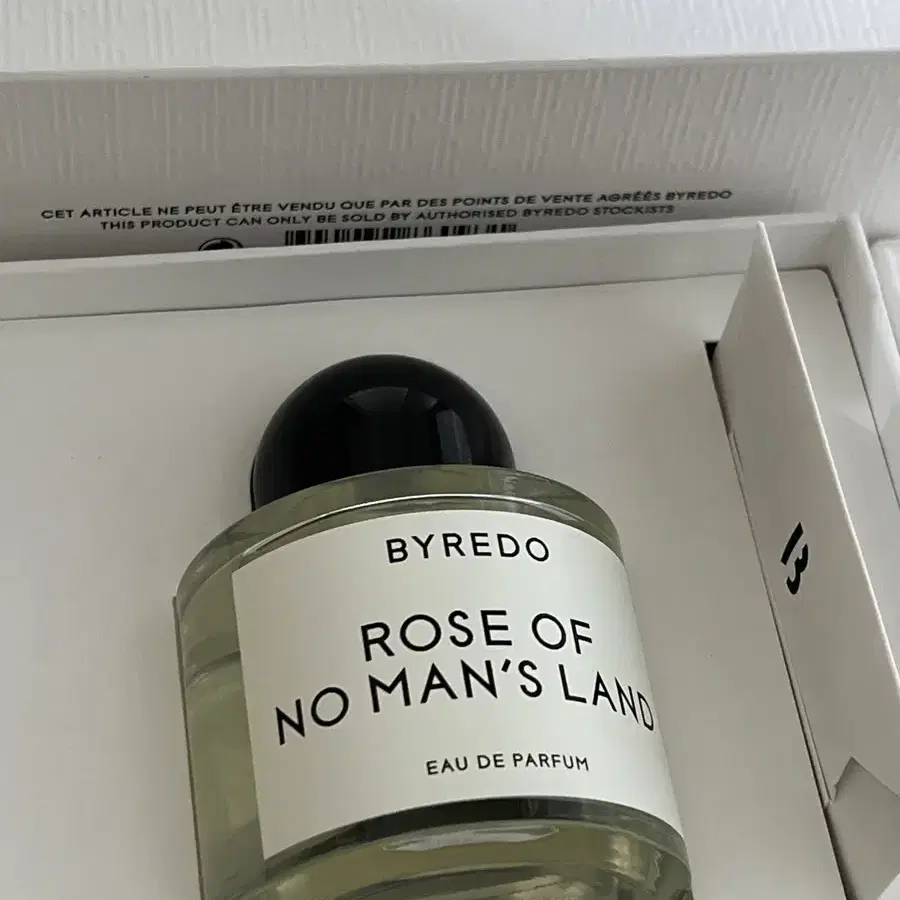 CET ARTICLE NE PEUT ÊTRE VENDU QUE PAR DES POINTS DE VENTE AGRÉÉS BYREDO
THIS PRODUCT CAN ONLY BE SOLD BY AUTHORISED BYREDO STOCKISTS
BYREDO
ROSE OF
NO MAN'S LAND
EAU DE PARFUM